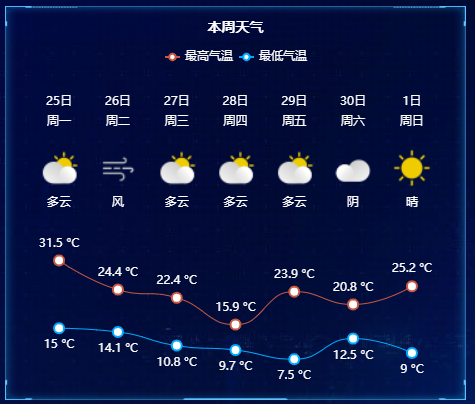 本周天气
最高气温 最低气温
25日 26日 27日 28日 29日 30日 1日
周一 周二 周三 周四 周五 周六 周日
多云 风 多云 多云 多云 阴 晴
31.5 ℃ 24.4 ℃ 22.4 ℃ 15.9 ℃ 23.9 ℃ 20.8 ℃ 25.2 ℃
15 ℃ 14.1 ℃ 10.8 ℃ 9.7 ℃ 7.5 ℃ 12.5 ℃ 9 ℃